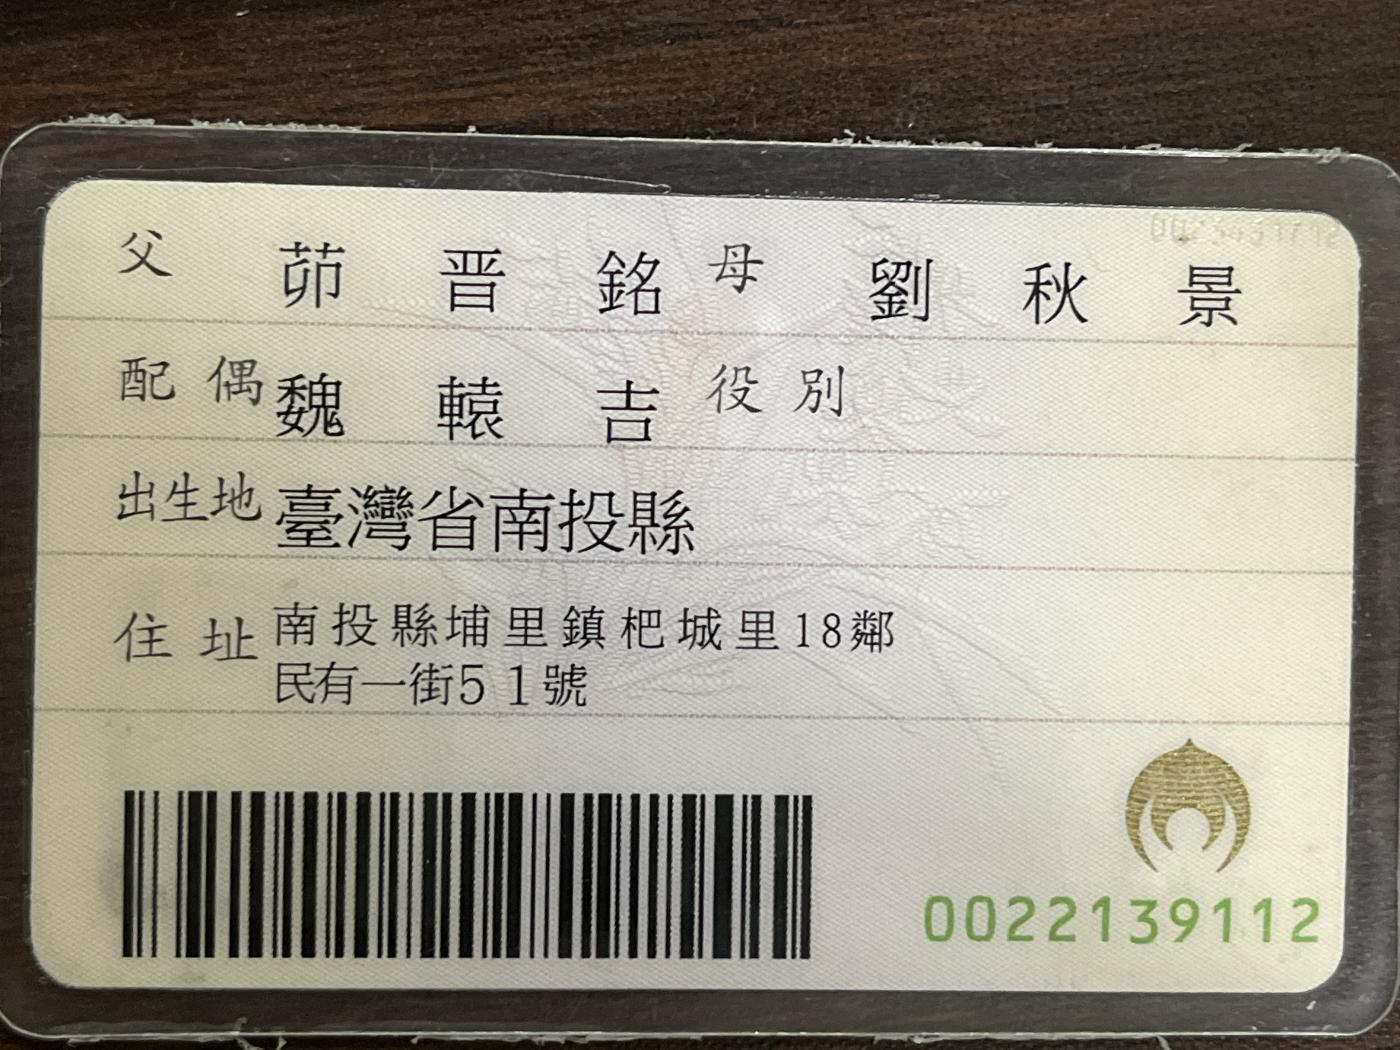 父 茆晋銘 母 劉秋景
配偶 魏轅吉 役別
出生地 臺灣省南投縣
住址 南投縣埔里鎮杷城里18鄰
民有一街51號
0022139112